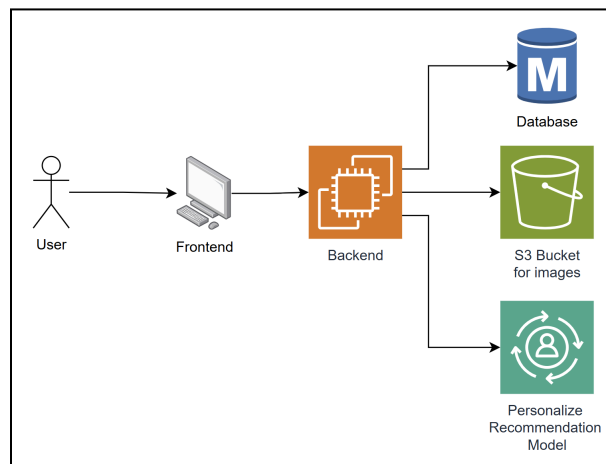 M
Database
User
Frontend
Backend
S3 Bucket
for images
Personalize
Recommendation
Model